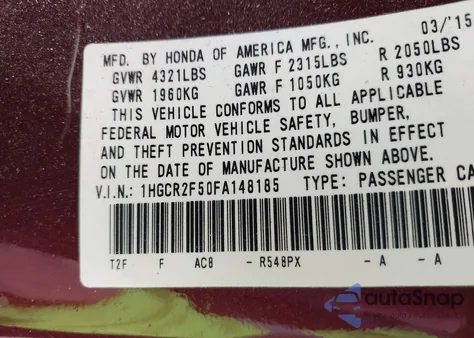 MFD. BY HONDA OF AMERICA MFG., INC. 03/'15
GVWR 4321LBS GAWR F 2315LBS R 2050LBS
GVWR 1960KG GAWR F 1050KG R 930KG
THIS VEHICLE CONFORMS TO ALL APPLICABLE
FEDERAL MOTOR VEHICLE SAFETY, BUMPER,
AND THEFT PREVENTION STANDARDS IN EFFECT
ON THE DATE OF MANUFACTURE SHOWN ABOVE.
V.I.N.: 1HGCR2F50FA148185 TYPE: PASSENGER CA
T2F F AC8 - R548PX - A - A
autoSnap